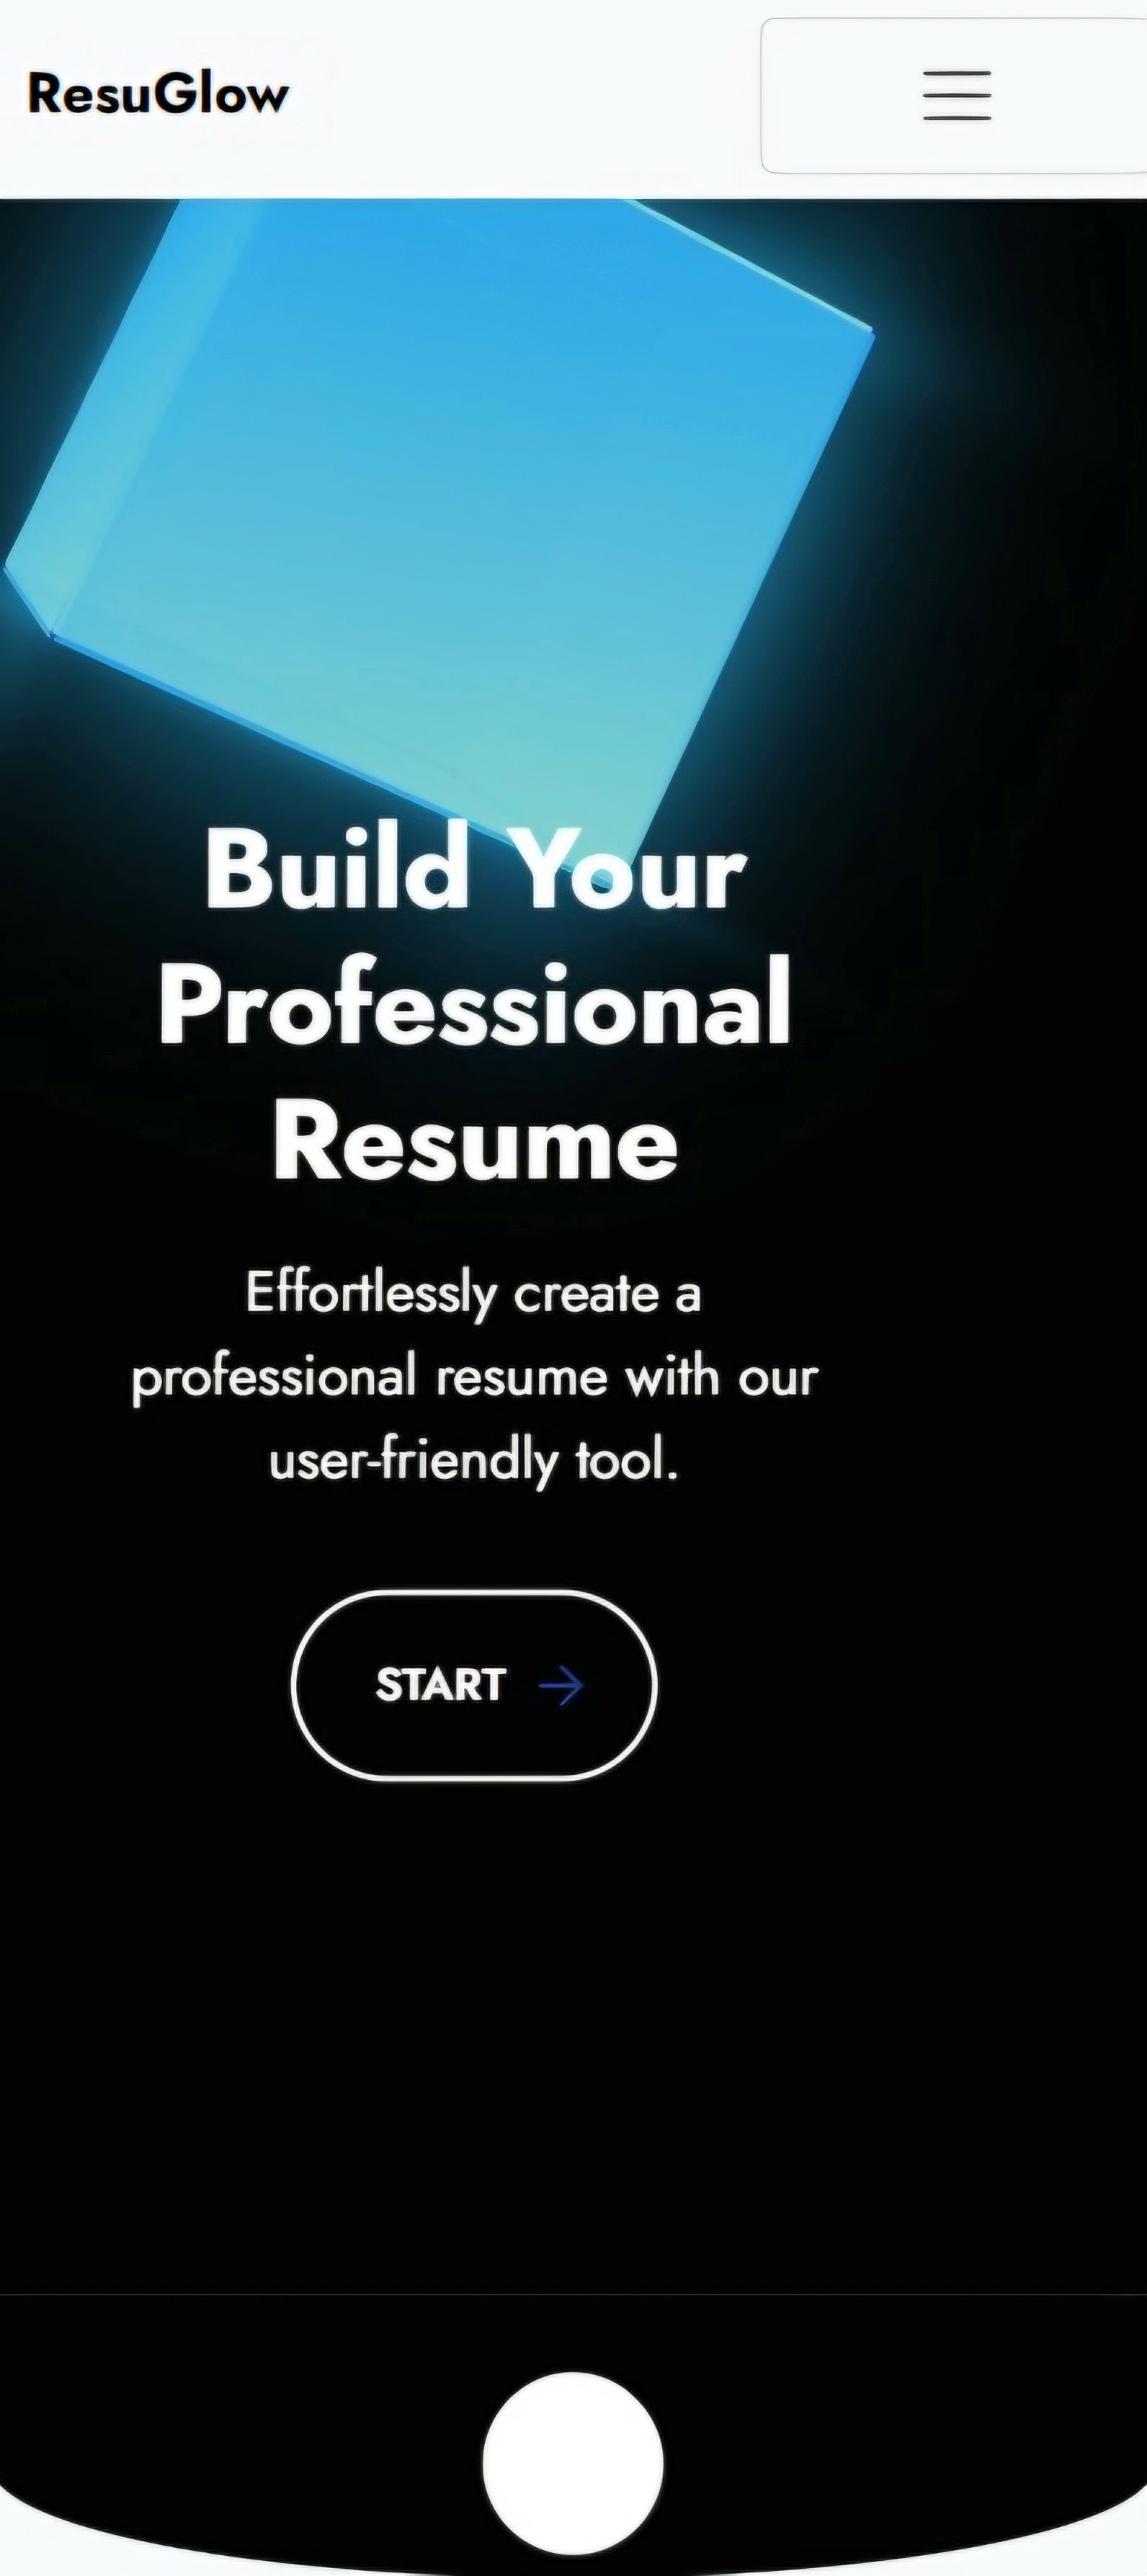 ResuGlow
Build Your
Professional
Resume
Effortlessly create a
professional resume with our
user-friendly tool.
START